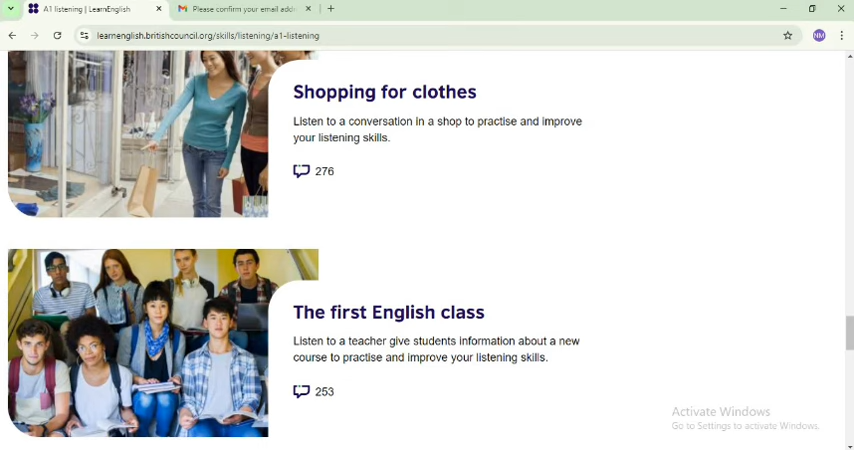 A1 listening | LearnEnglish
Please confirm your email addr
learnenglish.britishcouncil.org/skills/listening/a1-listening
NM
Shopping for clothes
Listen to a conversation in a shop to practise and improve
your listening skills.
276
The first English class
Listen to a teacher give students information about a new
course to practise and improve your listening skills.
253
Activate Windows
Go to Settings to activate Windows.